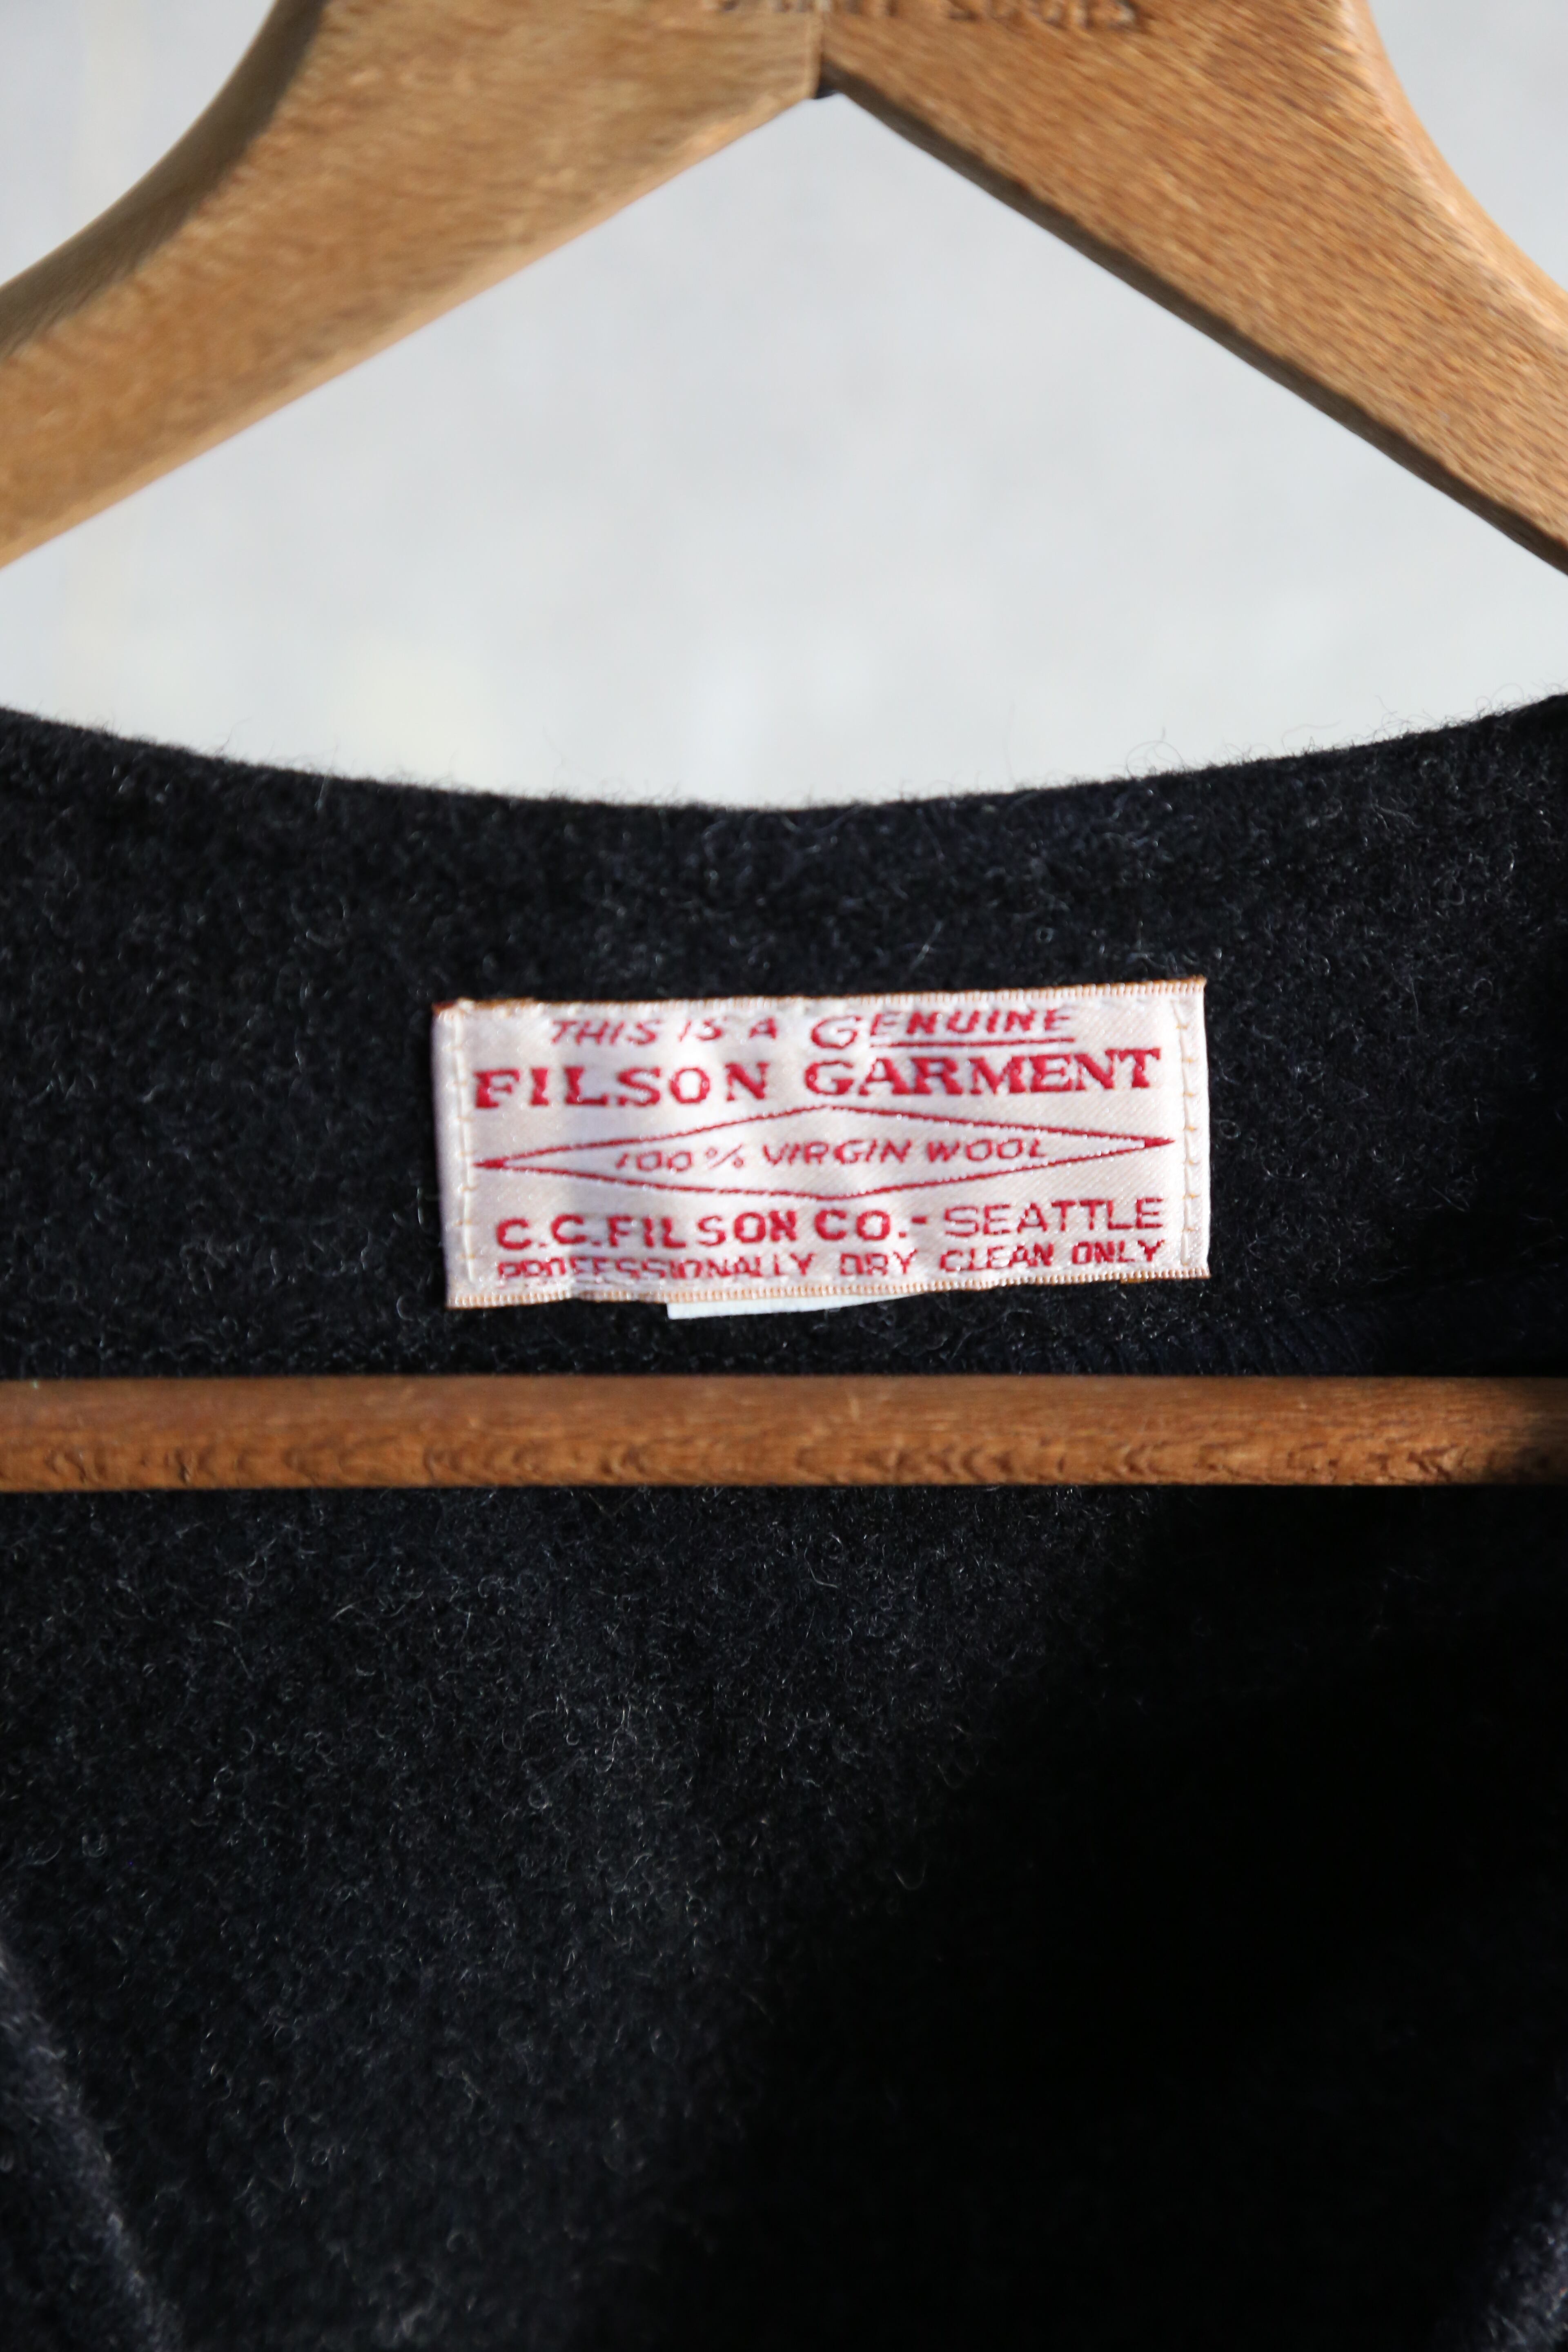 THIS IS A GENUINE
FILSON GARMENT
100% VIRGIN WOOL
C.C.FILSON CO.- SEATTLE
PROFESSIONALLY DRY CLEAN ONLY